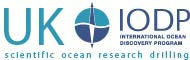 UK IODP
INTERNATIONAL OCEAN
DISCOVERY PROGRAM
scientific ocean research drilling